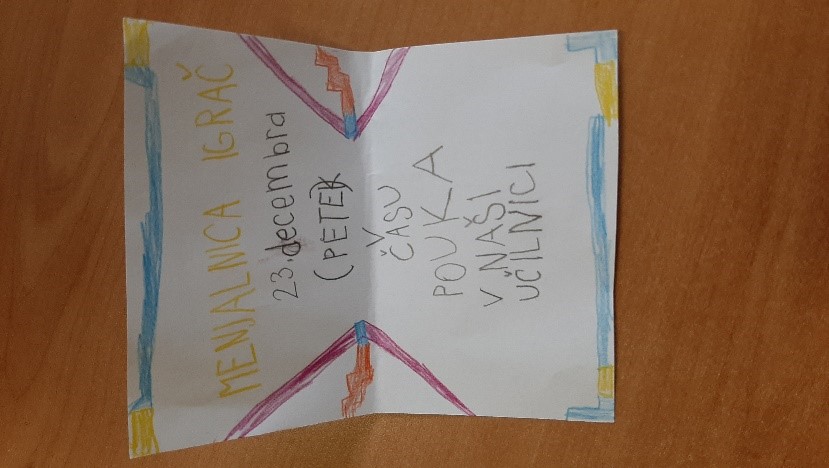 MENJALNICA IGRAČ
23. decembra
(PETEK)
V
ČASU
POUKA
V NAŠI
UČILNICI